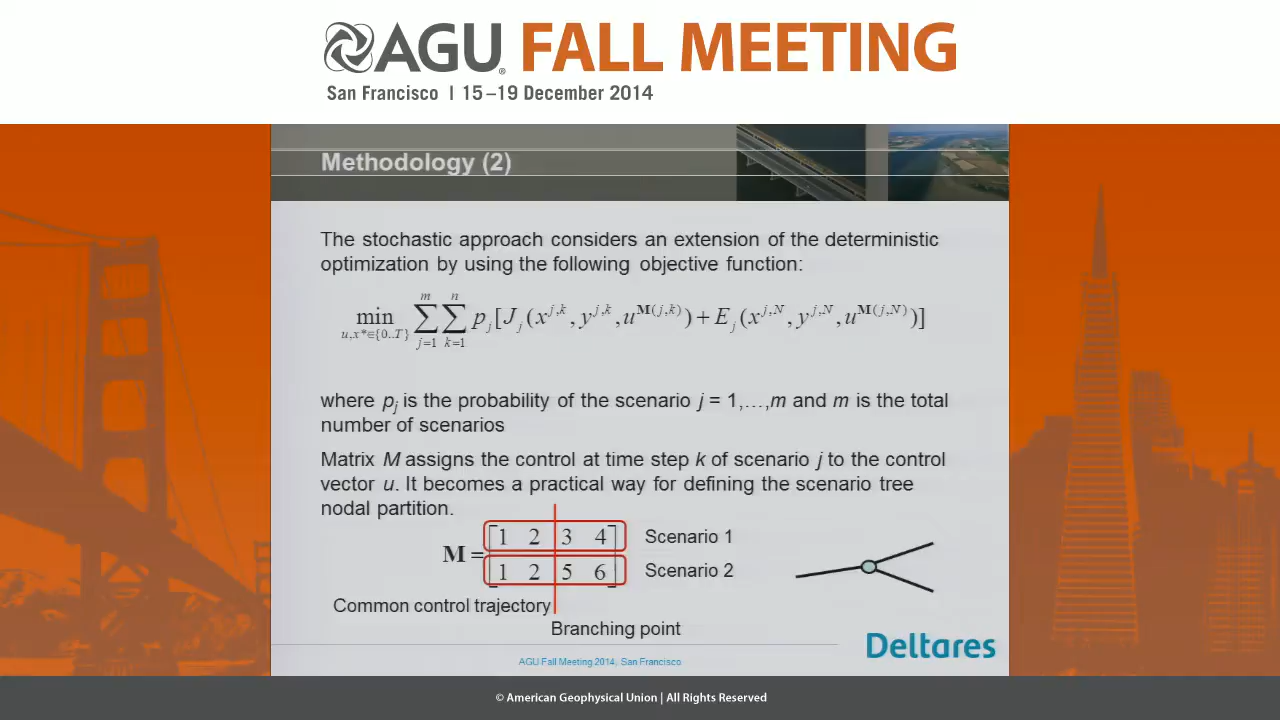 AGU FALL MEETING
San Francisco | 15–19 December 2014
Methodology (2)
The stochastic approach considers an extension of the deterministic
optimization by using the following objective function:
min_{u,x*∈{0..T}} ∑_{j=1}^{m} ∑_{k=1}^{n} p_j[J_j(x^{j,k}, y^{j,k}, u^{M(j,k)}) + E_j(x^{j,N}, y^{j,N}, u^{M(j,N)})]
where p_j is the probability of the scenario j = 1,…,m and m is the total
number of scenarios
Matrix M assigns the control at time step k of scenario j to the control
vector u. It becomes a practical way for defining the scenario tree
nodal partition.
M =
[1 2 3 4] Scenario 1
[1 2 5 6] Scenario 2
Common control trajectory
Branching point
Deltares
AGU Fall Meeting 2014, San Francisco
© American Geophysical Union | All Rights Reserved